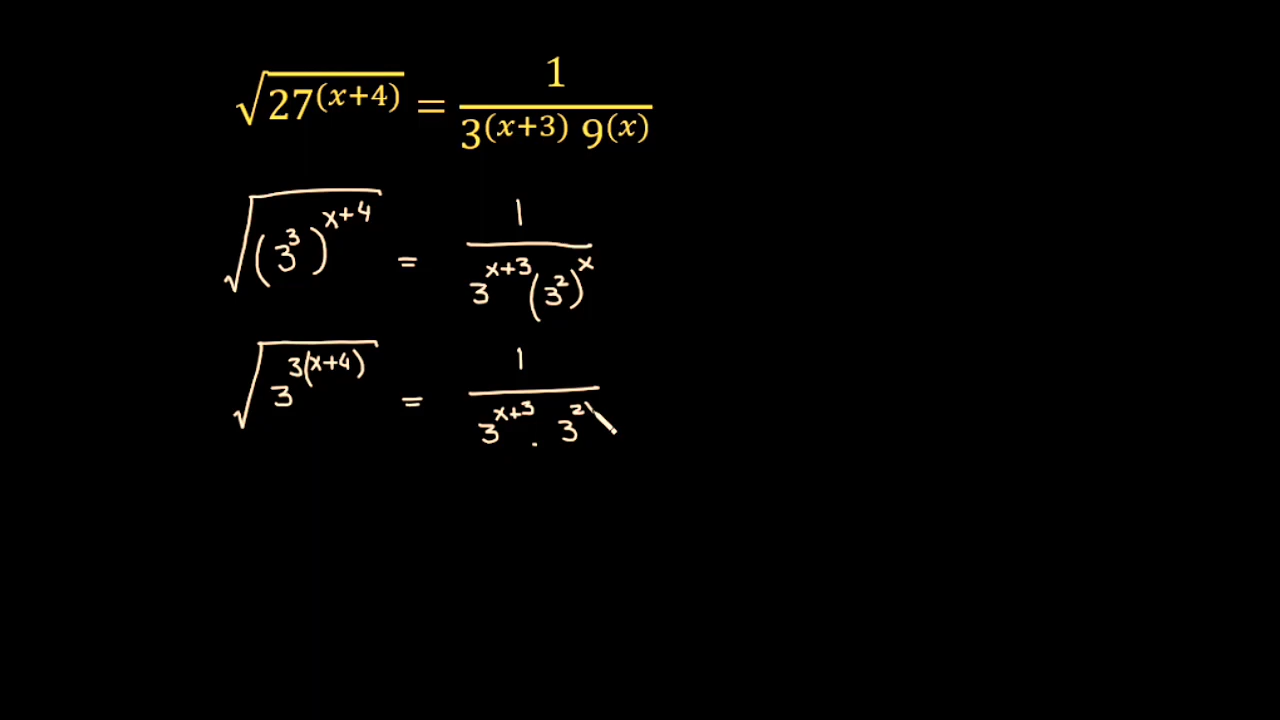 √27^(x+4) = 1 / (3^(x+3) 9^(x))
√(3^3)^x+4 = 1 / (3^x+3 (3^2)^x)
√3^3(x+4) = 1 / (3^x+3 . 3^2)